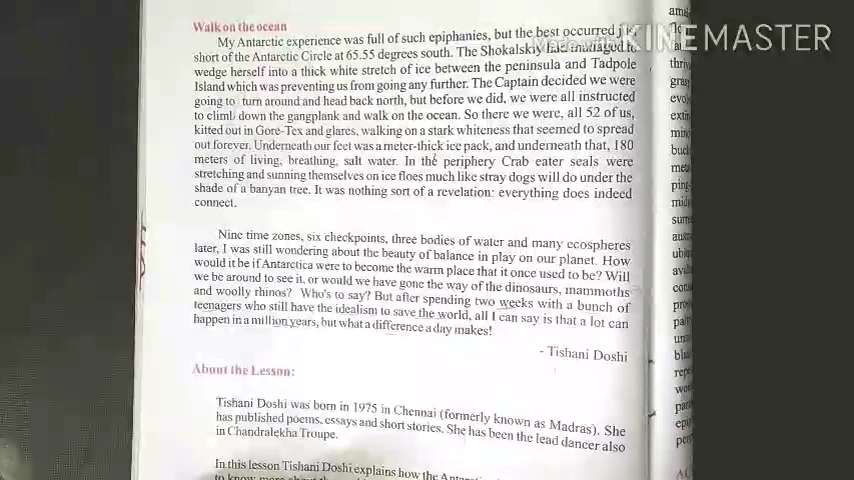 Walk on the ocean
My Antarctic experience was full of such epiphanies, but the best occurred
short of the Antarctic Circle at 65.55 degrees south. The Shokalskiy had managed to
wedge herself into a thick white stretch of ice between the peninsula and Tadpole
Island which was preventing us from going any further. The Captain decided we were
going to turn around and head back north, but before we did, we were all instructed
to climb down the gangplank and walk on the ocean. So there we were, all 52 of us,
kitted out in Gore-Tex and glares, walking on a stark whiteness that seemed to spread
out forever. Underneath our feet was a meter-thick ice pack, and underneath that, 180
meters of living, breathing, salt water. In the periphery Crab eater seals were
stretching and sunning themselves on ice floes much like stray dogs will do under the
shade of a banyan tree. It was nothing sort of a revelation: everything does indeed
connect.
Nine time zones, six checkpoints, three bodies of water and many ecospheres
later, I was still wondering about the beauty of balance in play on our planet. How
would it be if Antarctica were to become the warm place that it once used to be? Will
we be around to see it, or would we have gone the way of the dinosaurs, mammoths
and woolly rhinos? Who's to say? But after spending two weeks with a bunch of
teenagers who still have the idealism to save the world, all I can say is that a lot can
happen in a million years, but what a difference a day makes!
- Tishani Doshi
About the Lesson:
Tishani Doshi was born in 1975 in Chennai (formerly known as Madras). She
has published poems, essays and short stories. She has been the lead dancer also
in Chandralekha Troupe.
In this lesson Tishani Doshi explains how the
to know more about
KINEMASTER